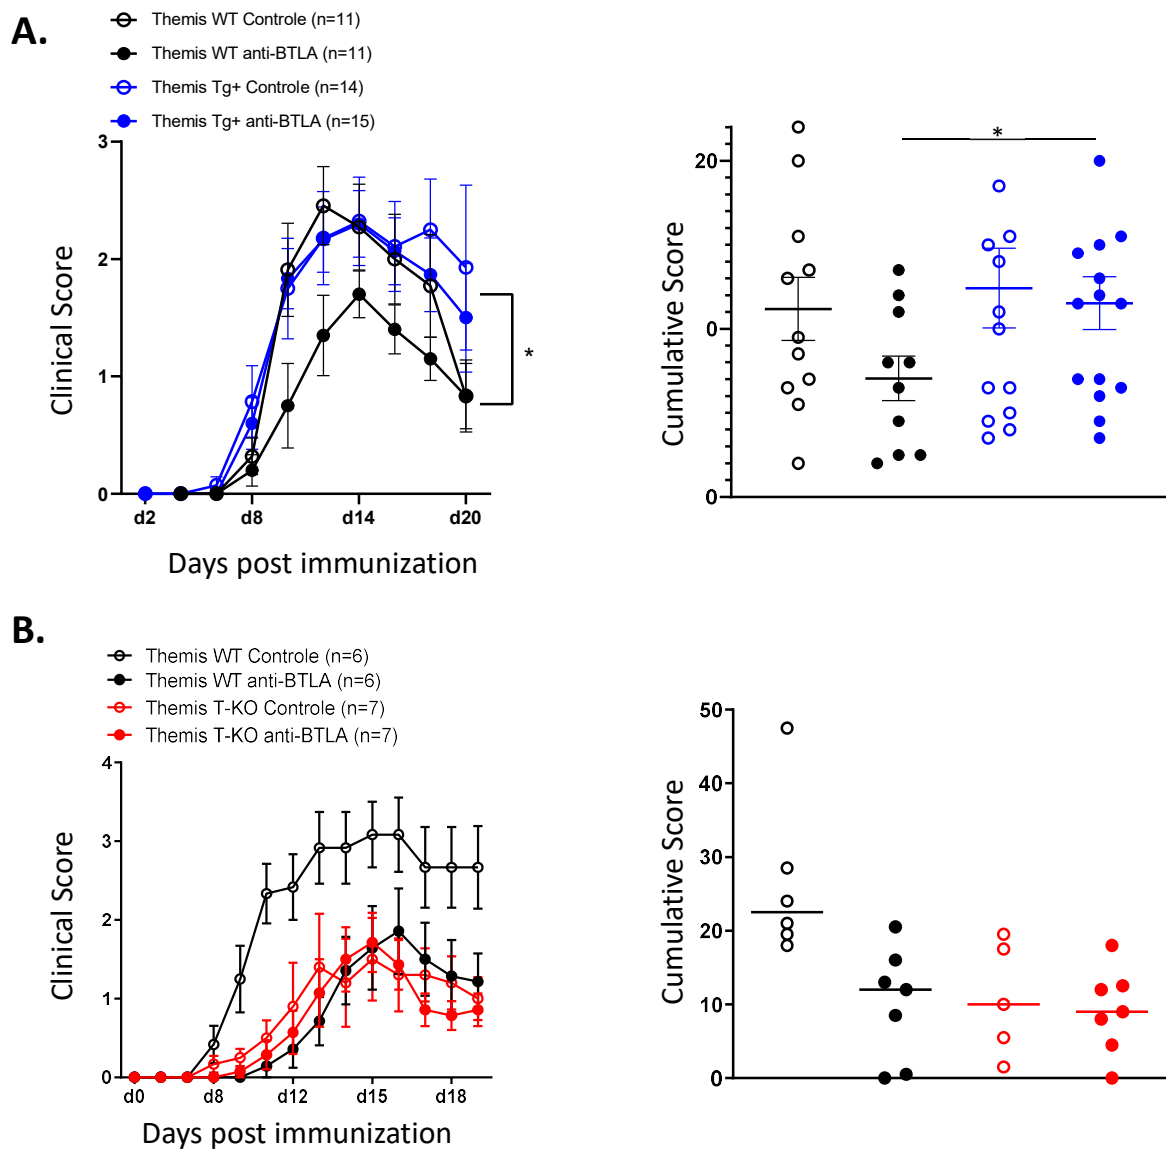 A.
Themis WT Controle (n=11)
Themis WT anti-BTLA (n=11)
Themis Tg+ Controle (n=14)
Themis Tg+ anti-BTLA (n=15)
3
2
1
0
Clinical Score
d2
d8
d14
d20
*
Days post immunization
*
20
0
0
Cumulative Score
B.
Themis WT Controle (n=6)
Themis WT anti-BTLA (n=6)
Themis T-KO Controle (n=7)
Themis T-KO anti-BTLA (n=7)
4
3
2
1
0
Clinical Score
d0
d8
d12
d15
d18
Days post immunization
50
40
30
20
10
0
Cumulative Score